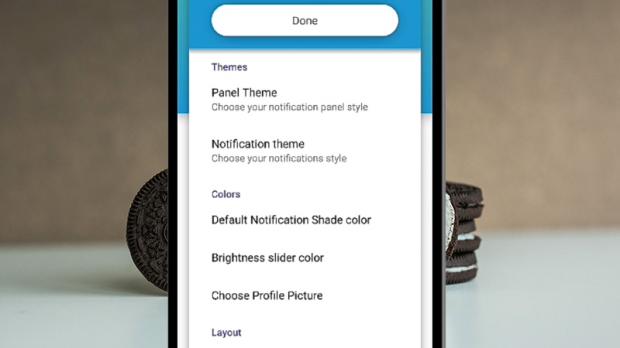 Done
Themes
Panel Theme
Choose your notification panel style
Notification theme
Choose your notifications style
Colors
Default Notification Shade color
Brightness slider color
Choose Profile Picture
Layout